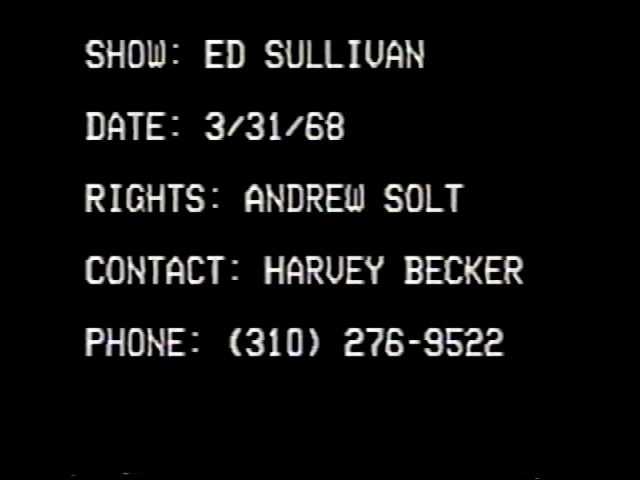 SHOW: ED SULLIVAN
DATE: 3/31/68
RIGHTS: ANDREW SOLT
CONTACT: HARVEY BECKER
PHONE: (310) 276-9522